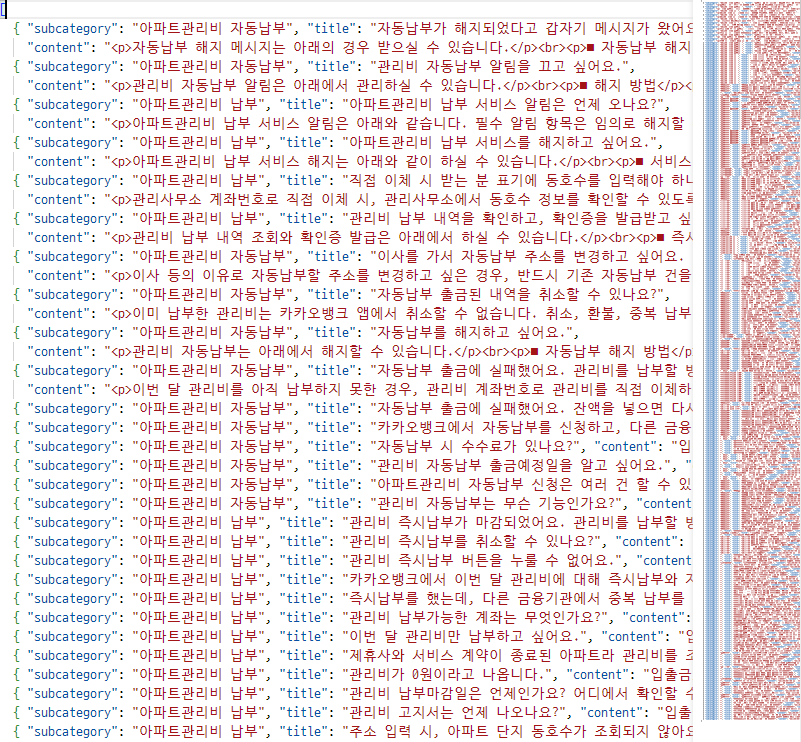 [
{ "subcategory": "아파트관리비 자동납부", "title": "자동납부가 해지되었다고 갑자기 메시지가 왔어요
"content": "<p>자동납부 해지 메시지는 아래의 경우 받으실 수 있습니다.</p><br><p>■ 자동납부 해지
{ "subcategory": "아파트관리비 자동납부", "title": "관리비 자동납부 알림을 끄고 싶어요.",
"content": "<p>관리비 자동납부 알림은 아래에서 관리하실 수 있습니다.</p><br><p>■ 해지 방법</p><
{ "subcategory": "아파트관리비 납부", "title": "아파트관리비 납부 서비스 알림은 언제 오나요?",
"content": "<p>아파트관리비 납부 서비스 알림은 아래와 같습니다. 필수 알림 항목은 임의로 해지할
{ "subcategory": "아파트관리비 납부", "title": "아파트관리비 납부 서비스를 해지하고 싶어요.",
"content": "<p>아파트관리비 납부 서비스 해지는 아래와 같이 하실 수 있습니다.</p><br><p>■ 서비스
{ "subcategory": "아파트관리비 납부", "title": "직접 이체 시 받는 분 표기에 동호수를 입력해야 하나
"content": "<p>관리사무소 계좌번호로 직접 이체 시, 관리사무소에서 동호수 정보를 확인할 수 있도록
{ "subcategory": "아파트관리비 납부", "title": "관리비 납부 내역을 확인하고, 확인증을 발급받고 싶
"content": "<p>관리비 납부 내역 조회와 확인증 발급은 아래에서 하실 수 있습니다.</p><br><p>■ 즉시
{ "subcategory": "아파트관리비 자동납부", "title": "이사를 가서 자동납부 주소를 변경하고 싶어요.
"content": "<p>이사 등의 이유로 자동납부할 주소를 변경하고 싶은 경우, 반드시 기존 자동납부 건을
{ "subcategory": "아파트관리비 자동납부", "title": "자동납부 출금된 내역을 취소할 수 있나요?",
"content": "<p>이미 납부한 관리비는 카카오뱅크 앱에서 취소할 수 없습니다. 취소, 환불, 중복 납부
{ "subcategory": "아파트관리비 자동납부", "title": "자동납부를 해지하고 싶어요.",
"content": "<p>관리비 자동납부는 아래에서 해지할 수 있습니다.</p><br><p>■ 자동납부 해지 방법</p
{ "subcategory": "아파트관리비 자동납부", "title": "자동납부 출금에 실패했어요. 관리비를 납부할 방
"content": "<p>이번 달 관리비를 아직 납부하지 못한 경우, 관리비 계좌번호로 관리비를 직접 이체하
{ "subcategory": "아파트관리비 자동납부", "title": "자동납부 출금에 실패했어요. 잔액을 넣으면 다시
{ "subcategory": "아파트관리비 자동납부", "title": "카카오뱅크에서 자동납부를 신청하고, 다른 금융
{ "subcategory": "아파트관리비 자동납부", "title": "자동납부 시 수수료가 있나요?", "content": "입
{ "subcategory": "아파트관리비 자동납부", "title": "관리비 자동납부 출금예정일을 알고 싶어요.", "
{ "subcategory": "아파트관리비 자동납부", "title": "아파트관리비 자동납부 신청은 여러 건 할 수 있
{ "subcategory": "아파트관리비 자동납부", "title": "관리비 자동납부는 무슨 기능인가요?", "content
{ "subcategory": "아파트관리비 납부", "title": "관리비 즉시납부가 마감되었어요. 관리비를 납부할 방
{ "subcategory": "아파트관리비 납부", "title": "관리비 즉시납부를 취소할 수 있나요?", "content":
{ "subcategory": "아파트관리비 납부", "title": "관리비 즉시납부 버튼을 누룰 수 없어요.", "content
{ "subcategory": "아파트관리비 납부", "title": "카카오뱅크에서 이번 달 관리비에 대해 즉시납부와 자
{ "subcategory": "아파트관리비 납부", "title": "즉시납부를 했는데, 다른 금융기관에서 중복 납부를
{ "subcategory": "아파트관리비 납부", "title": "관리비 납부가능한 계좌는 무엇인가요?", "content":
{ "subcategory": "아파트관리비 납부", "title": "이번 달 관리비만 납부하고 싶어요.", "content": "입
{ "subcategory": "아파트관리비 납부", "title": "제휴사와 서비스 계약이 종료된 아파트라 관리비를 조
{ "subcategory": "아파트관리비 납부", "title": "관리비가 0원이라고 나옵니다.", "content": "입출금
{ "subcategory": "아파트관리비 납부", "title": "관리비 납부마감일은 언제인가요? 어디에서 확인할 수
{ "subcategory": "아파트관리비 납부", "title": "관리비 고지서는 언제 나오나요?", "content": "입출
{ "subcategory": "아파트관리비 납부", "title": "주소 입력 시, 아파트 단지 동호수가 조회되지 않아요